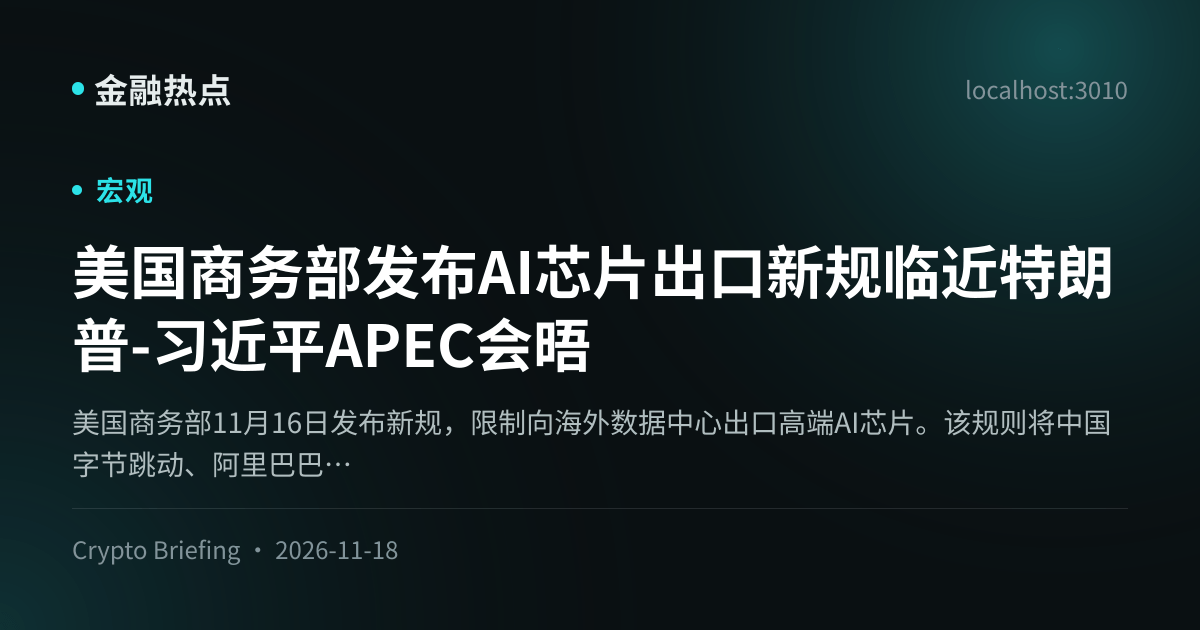 金融热点
localhost:3010
宏观
美国商务部发布AI芯片出口新规临近特朗
普-习近平APEC会晤
美国商务部11月16日发布新规，限制向海外数据中心出口高端AI芯片。该规则将中国
字节跳动、阿里巴巴…
Crypto Briefing · 2026-11-18